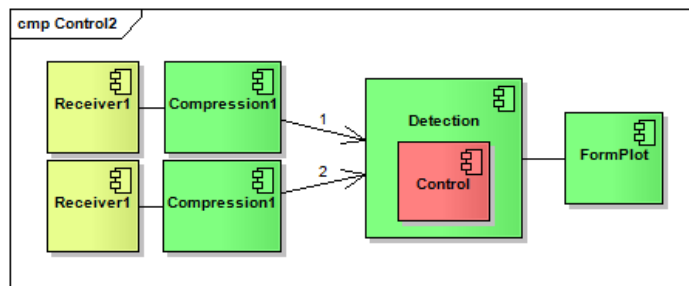 cmp Control2
Receiver1
Compression1
1
Detection
FormPlot
Control
2
Receiver1
Compression1